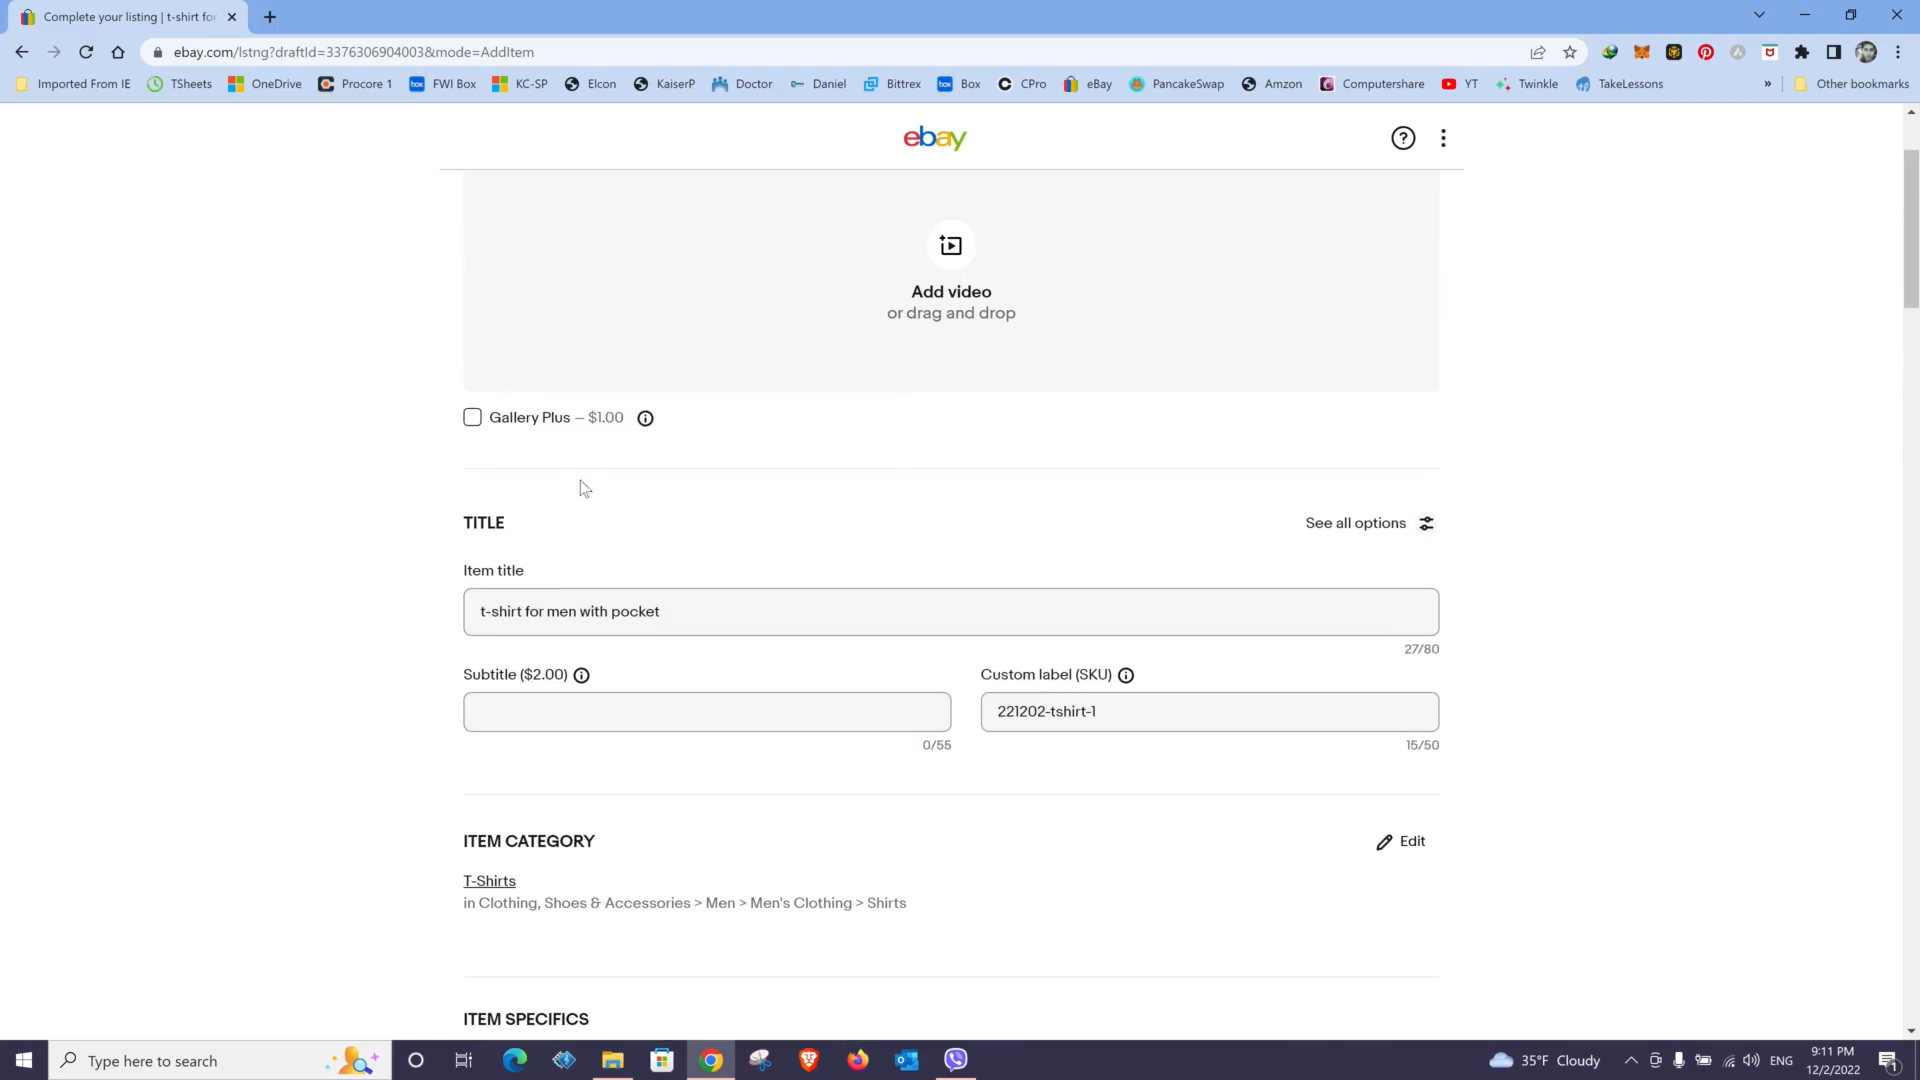 Complete your listing | t-shirt for
ebay.com/lstng?draftId=3376306904003&mode=AddItem
Imported From IE TSheets OneDrive Procore 1 FWI Box KC-SP Elcon KaiserP Doctor Daniel Bittrex Box CPro eBay PancakeSwap Amzon Computershare YT Twinkle TakeLessons » Other bookmarks
ebay
Add video
or drag and drop
Gallery Plus – $1.00
TITLE See all options
Item title
t-shirt for men with pocket
27/80
Subtitle ($2.00) Custom label (SKU)
221202-tshirt-1
0/55 15/50
ITEM CATEGORY Edit
T-Shirts
in Clothing, Shoes & Accessories > Men > Men's Clothing > Shirts
ITEM SPECIFICS
Type here to search 35°F Cloudy ENG 9:11 PM
12/2/2022 1